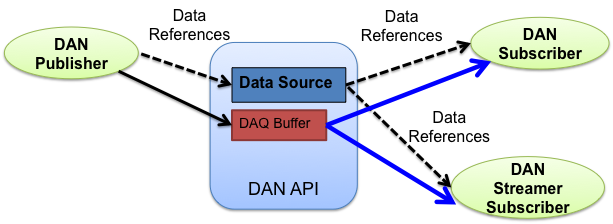 Data
References
Data
References
DAN
Publisher
DAN
Subscriber
Data Source
DAQ Buffer
Data
References
DAN API
DAN
Streamer
Subscriber